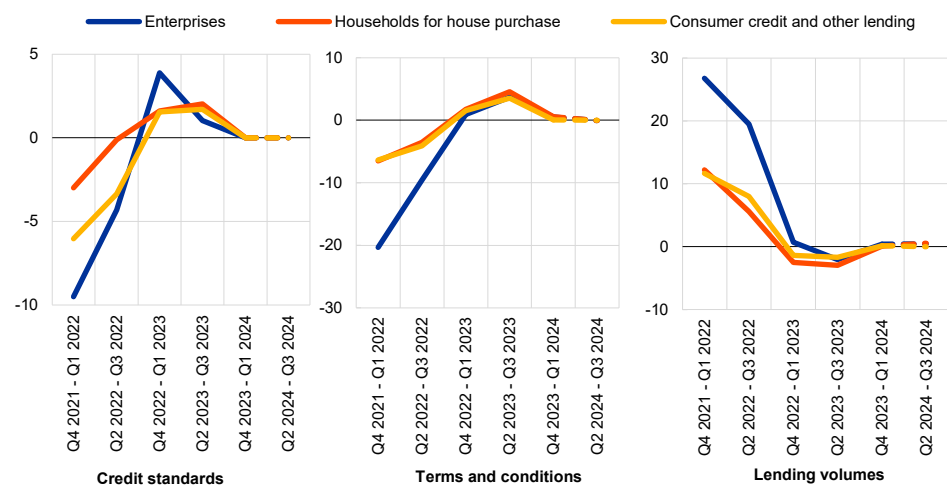 Enterprises
Households for house purchase
Consumer credit and other lending
5
0
-5
-10
Q4 2021 - Q1 2022
Q2 2022 - Q3 2022
Q4 2022 - Q1 2023
Q2 2023 - Q3 2023
Q4 2023 - Q1 2024
Q2 2024 - Q3 2024
Credit standards
10
0
-10
-20
-30
Q4 2021 - Q1 2022
Q2 2022 - Q3 2022
Q4 2022 - Q1 2023
Q2 2023 - Q3 2023
Q4 2023 - Q1 2024
Q2 2024 - Q3 2024
Terms and conditions
30
20
10
0
-10
Q4 2021 - Q1 2022
Q2 2022 - Q3 2022
Q4 2022 - Q1 2023
Q2 2023 - Q3 2023
Q4 2023 - Q1 2024
Q2 2024 - Q3 2024
Lending volumes